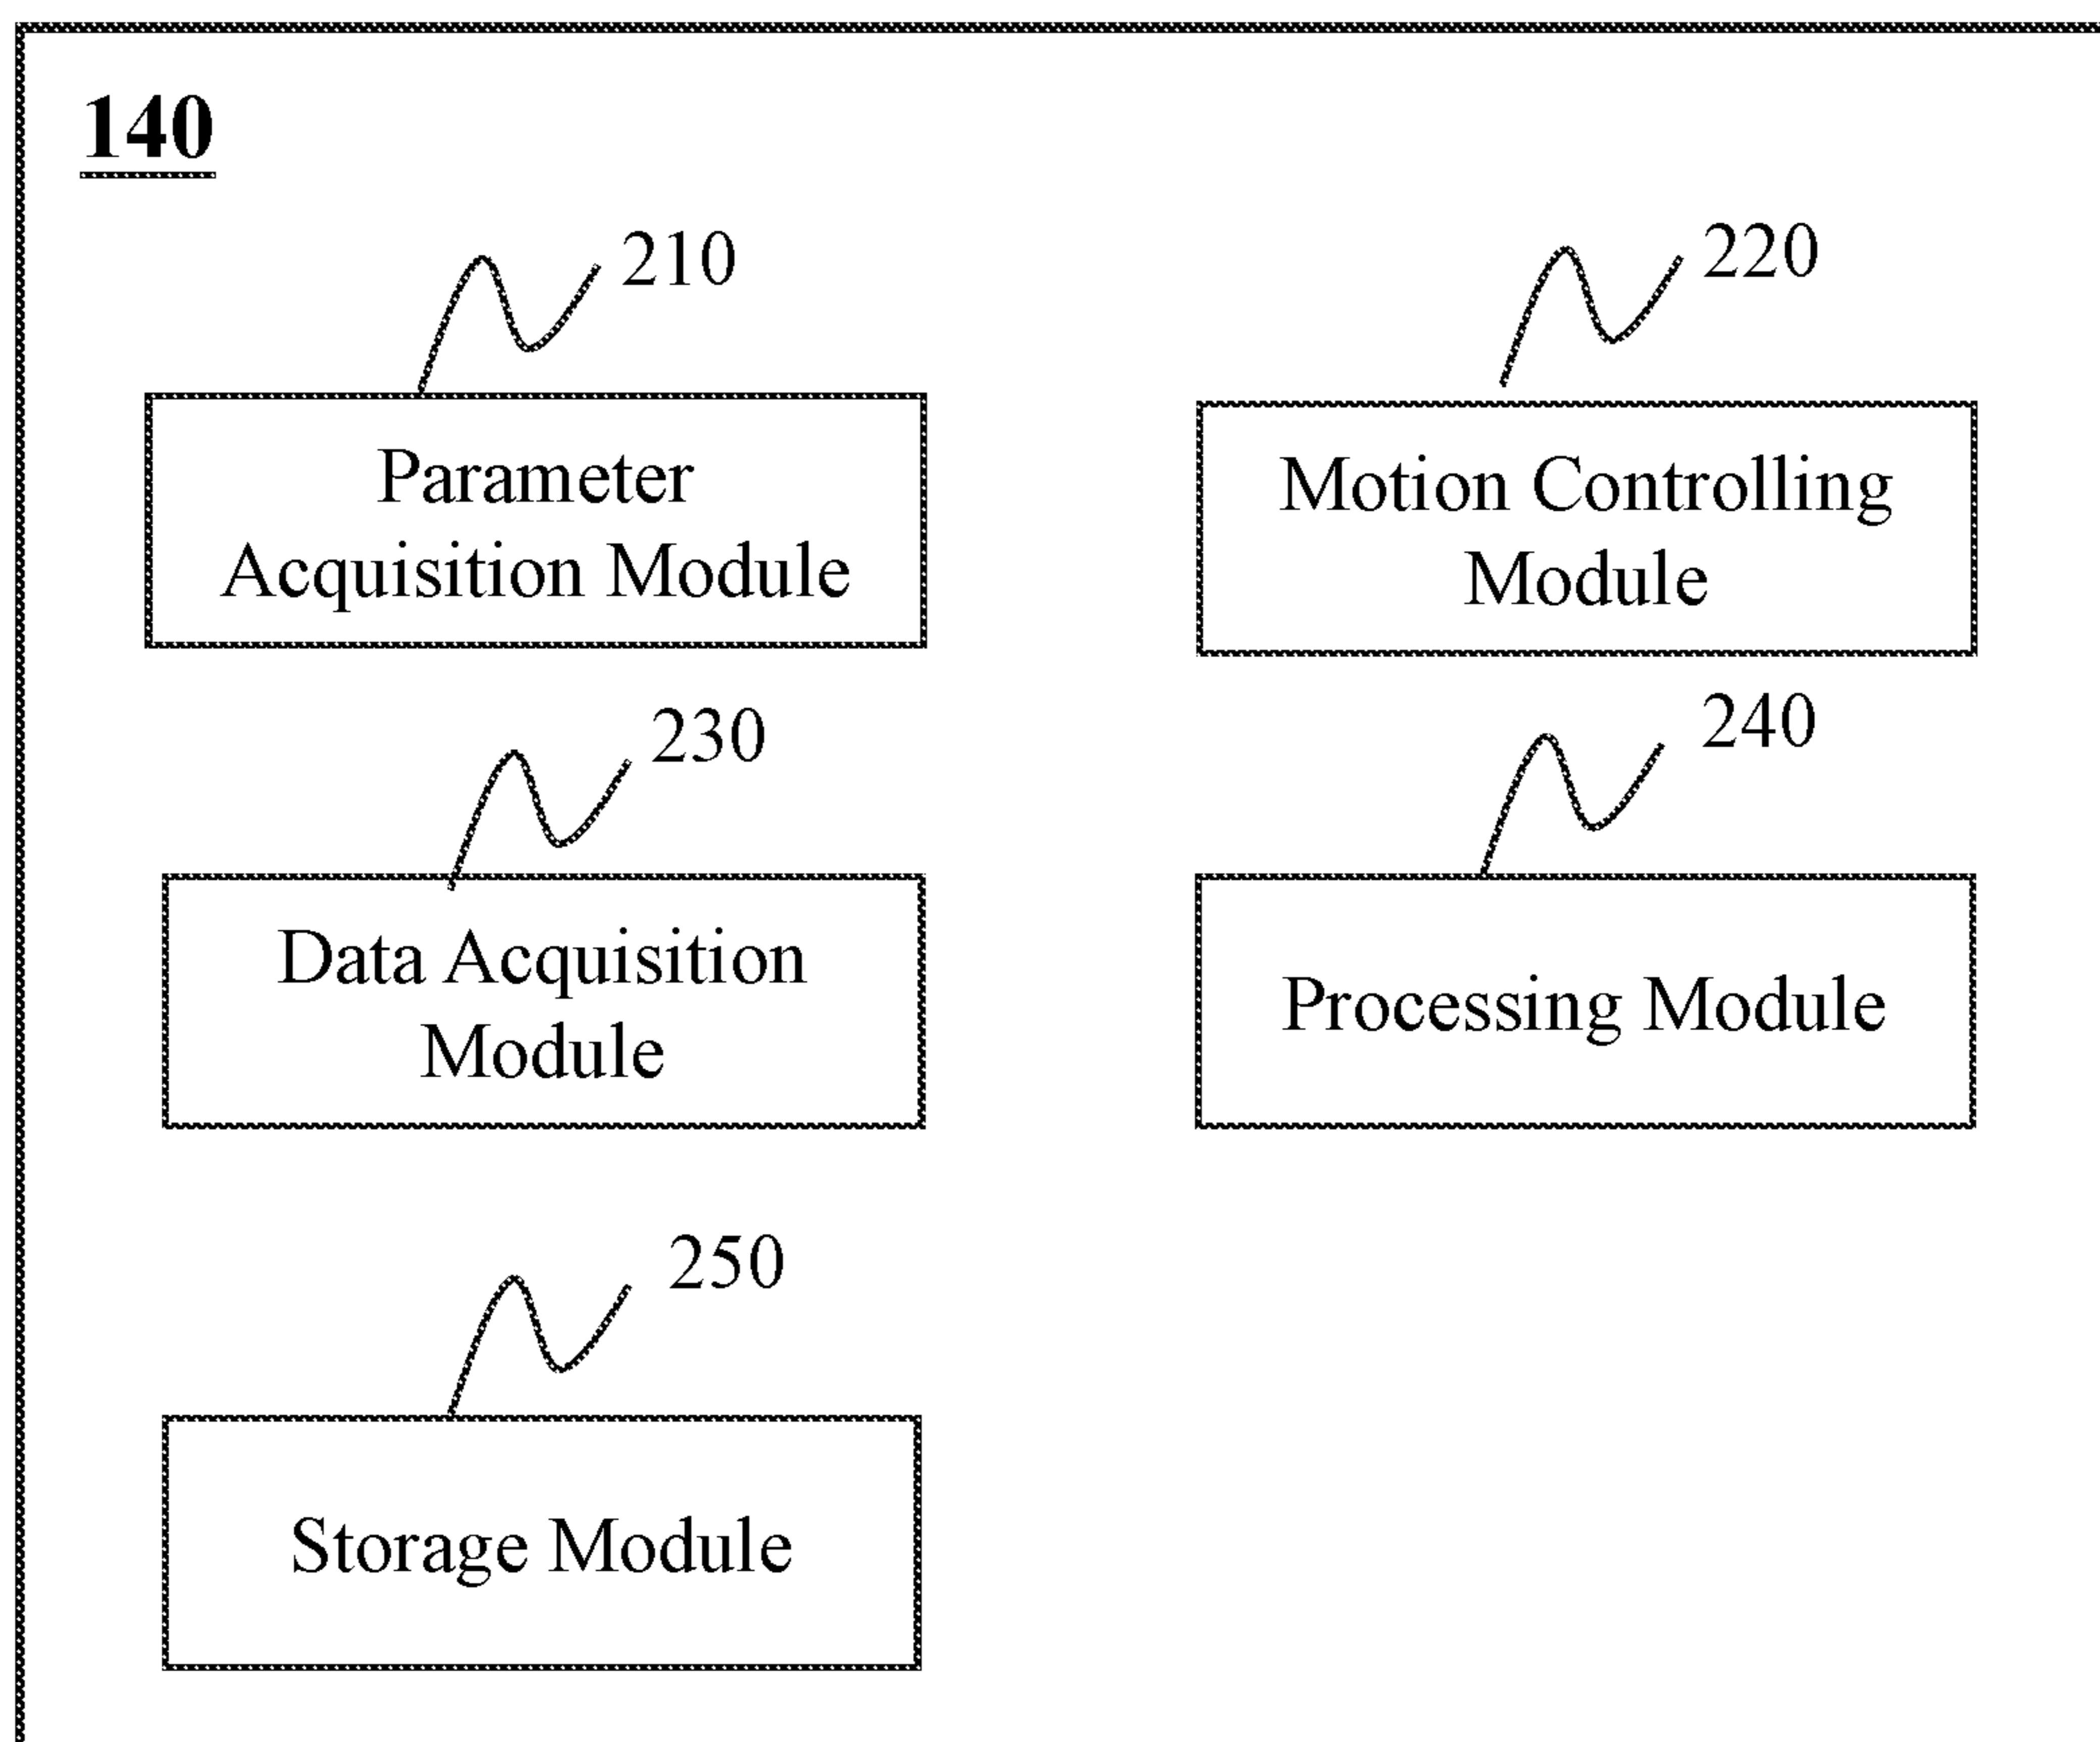 140
210
220
Parameter
Acquisition Module
Motion Controlling
Module
230
240
Data Acquisition
Module
Processing Module
250
Storage Module